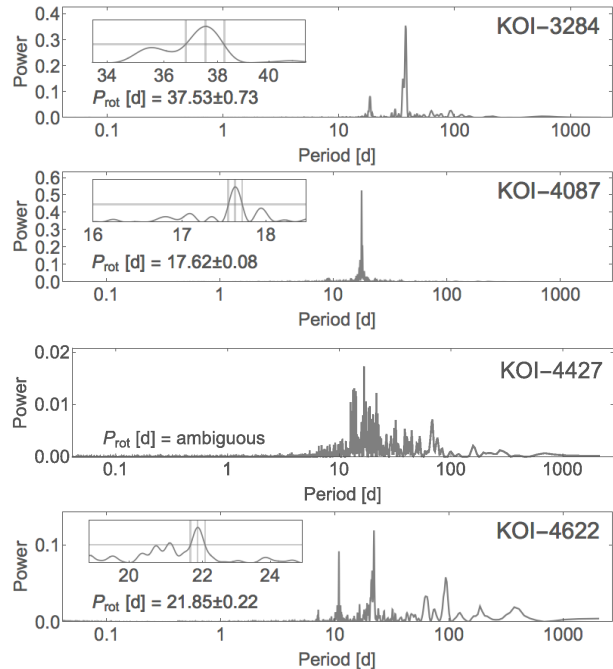 KOI−3284
0.4
0.3
0.2
0.1
0.0
Power
34 36 38 40
Prot [d] = 37.53±0.73
0.1 1 10 100 1000
Period [d]
KOI−4087
0.6
0.5
0.4
0.3
0.2
0.1
0.0
Power
16 17 18
Prot [d] = 17.62±0.08
0.1 1 10 100 1000
Period [d]
KOI−4427
0.02
0.01
0.00
Power
Prot [d] = ambiguous
0.1 1 10 100 1000
Period [d]
KOI−4622
0.1
0.0
Power
20 22 24
Prot [d] = 21.85±0.22
0.1 1 10 100 1000
Period [d]